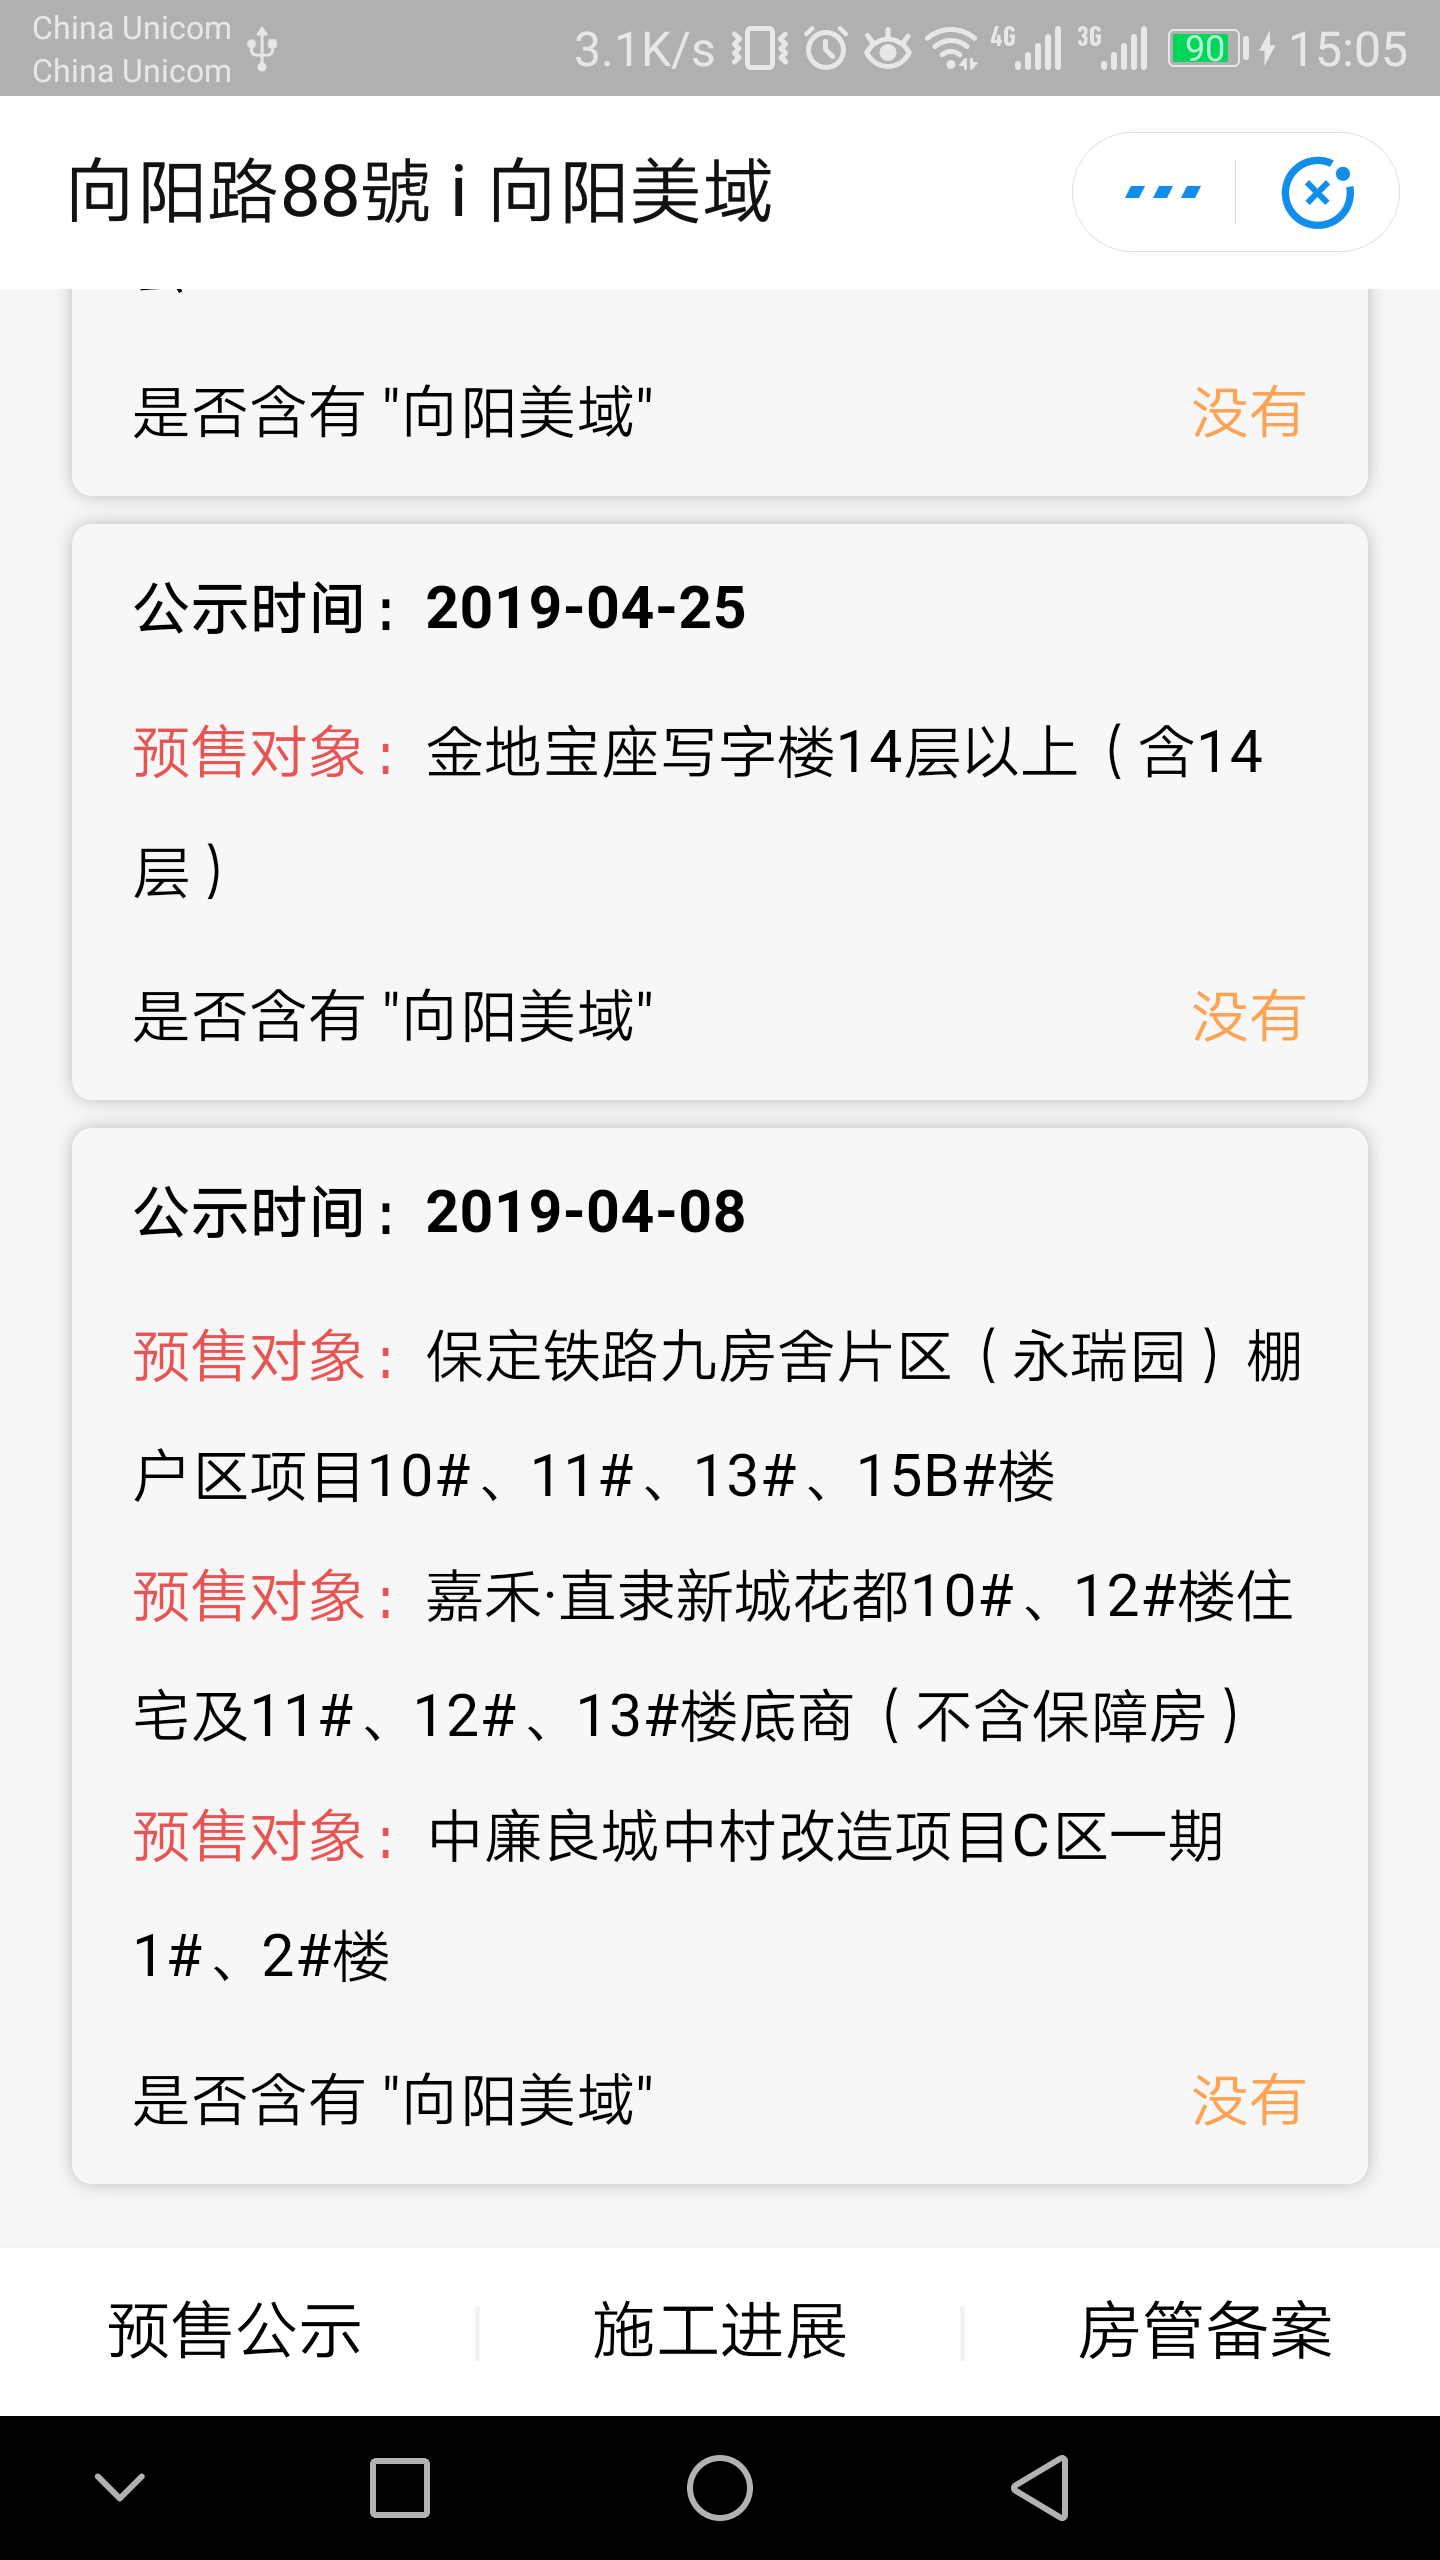 China Unicom
China Unicom
3.1K/s 4G 3G 90 15:05
向阳路88號 i 向阳美域
是否含有 "向阳美域" 没有
公示时间：2019-04-25
预售对象：金地宝座写字楼14层以上（含14
层）
是否含有 "向阳美域" 没有
公示时间：2019-04-08
预售对象：保定铁路九房舍片区（永瑞园）棚
户区项目10#、11#、13#、15B#楼
预售对象：嘉禾·直隶新城花都10#、12#楼住
宅及11#、12#、13#楼底商（不含保障房）
预售对象：中廉良城中村改造项目C区一期
1#、2#楼
是否含有 "向阳美域" 没有
预售公示 施工进展 房管备案